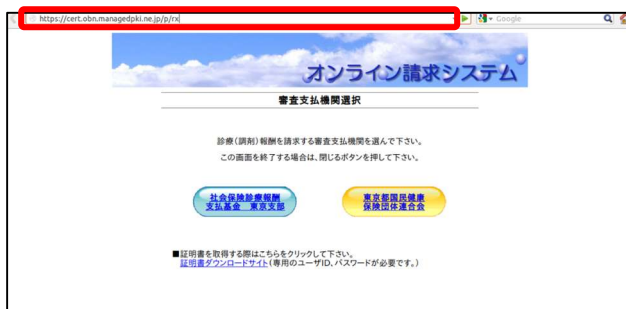 https://cert.obn.managedpki.ne.jp/p/rx
Google
オンライン請求システム
審査支払機関選択
診療(調剤)報酬を請求する審査支払機関を選んで下さい。
この画面を終了する場合は、閉じるボタンを押して下さい。
社会保険診療報酬
支払基金 東京支部
東京都国民健康
保険団体連合会
■証明書を取得する際はこちらをクリックして下さい。
証明書ダウンロードサイト(専用のユーザID、パスワードが必要です。)